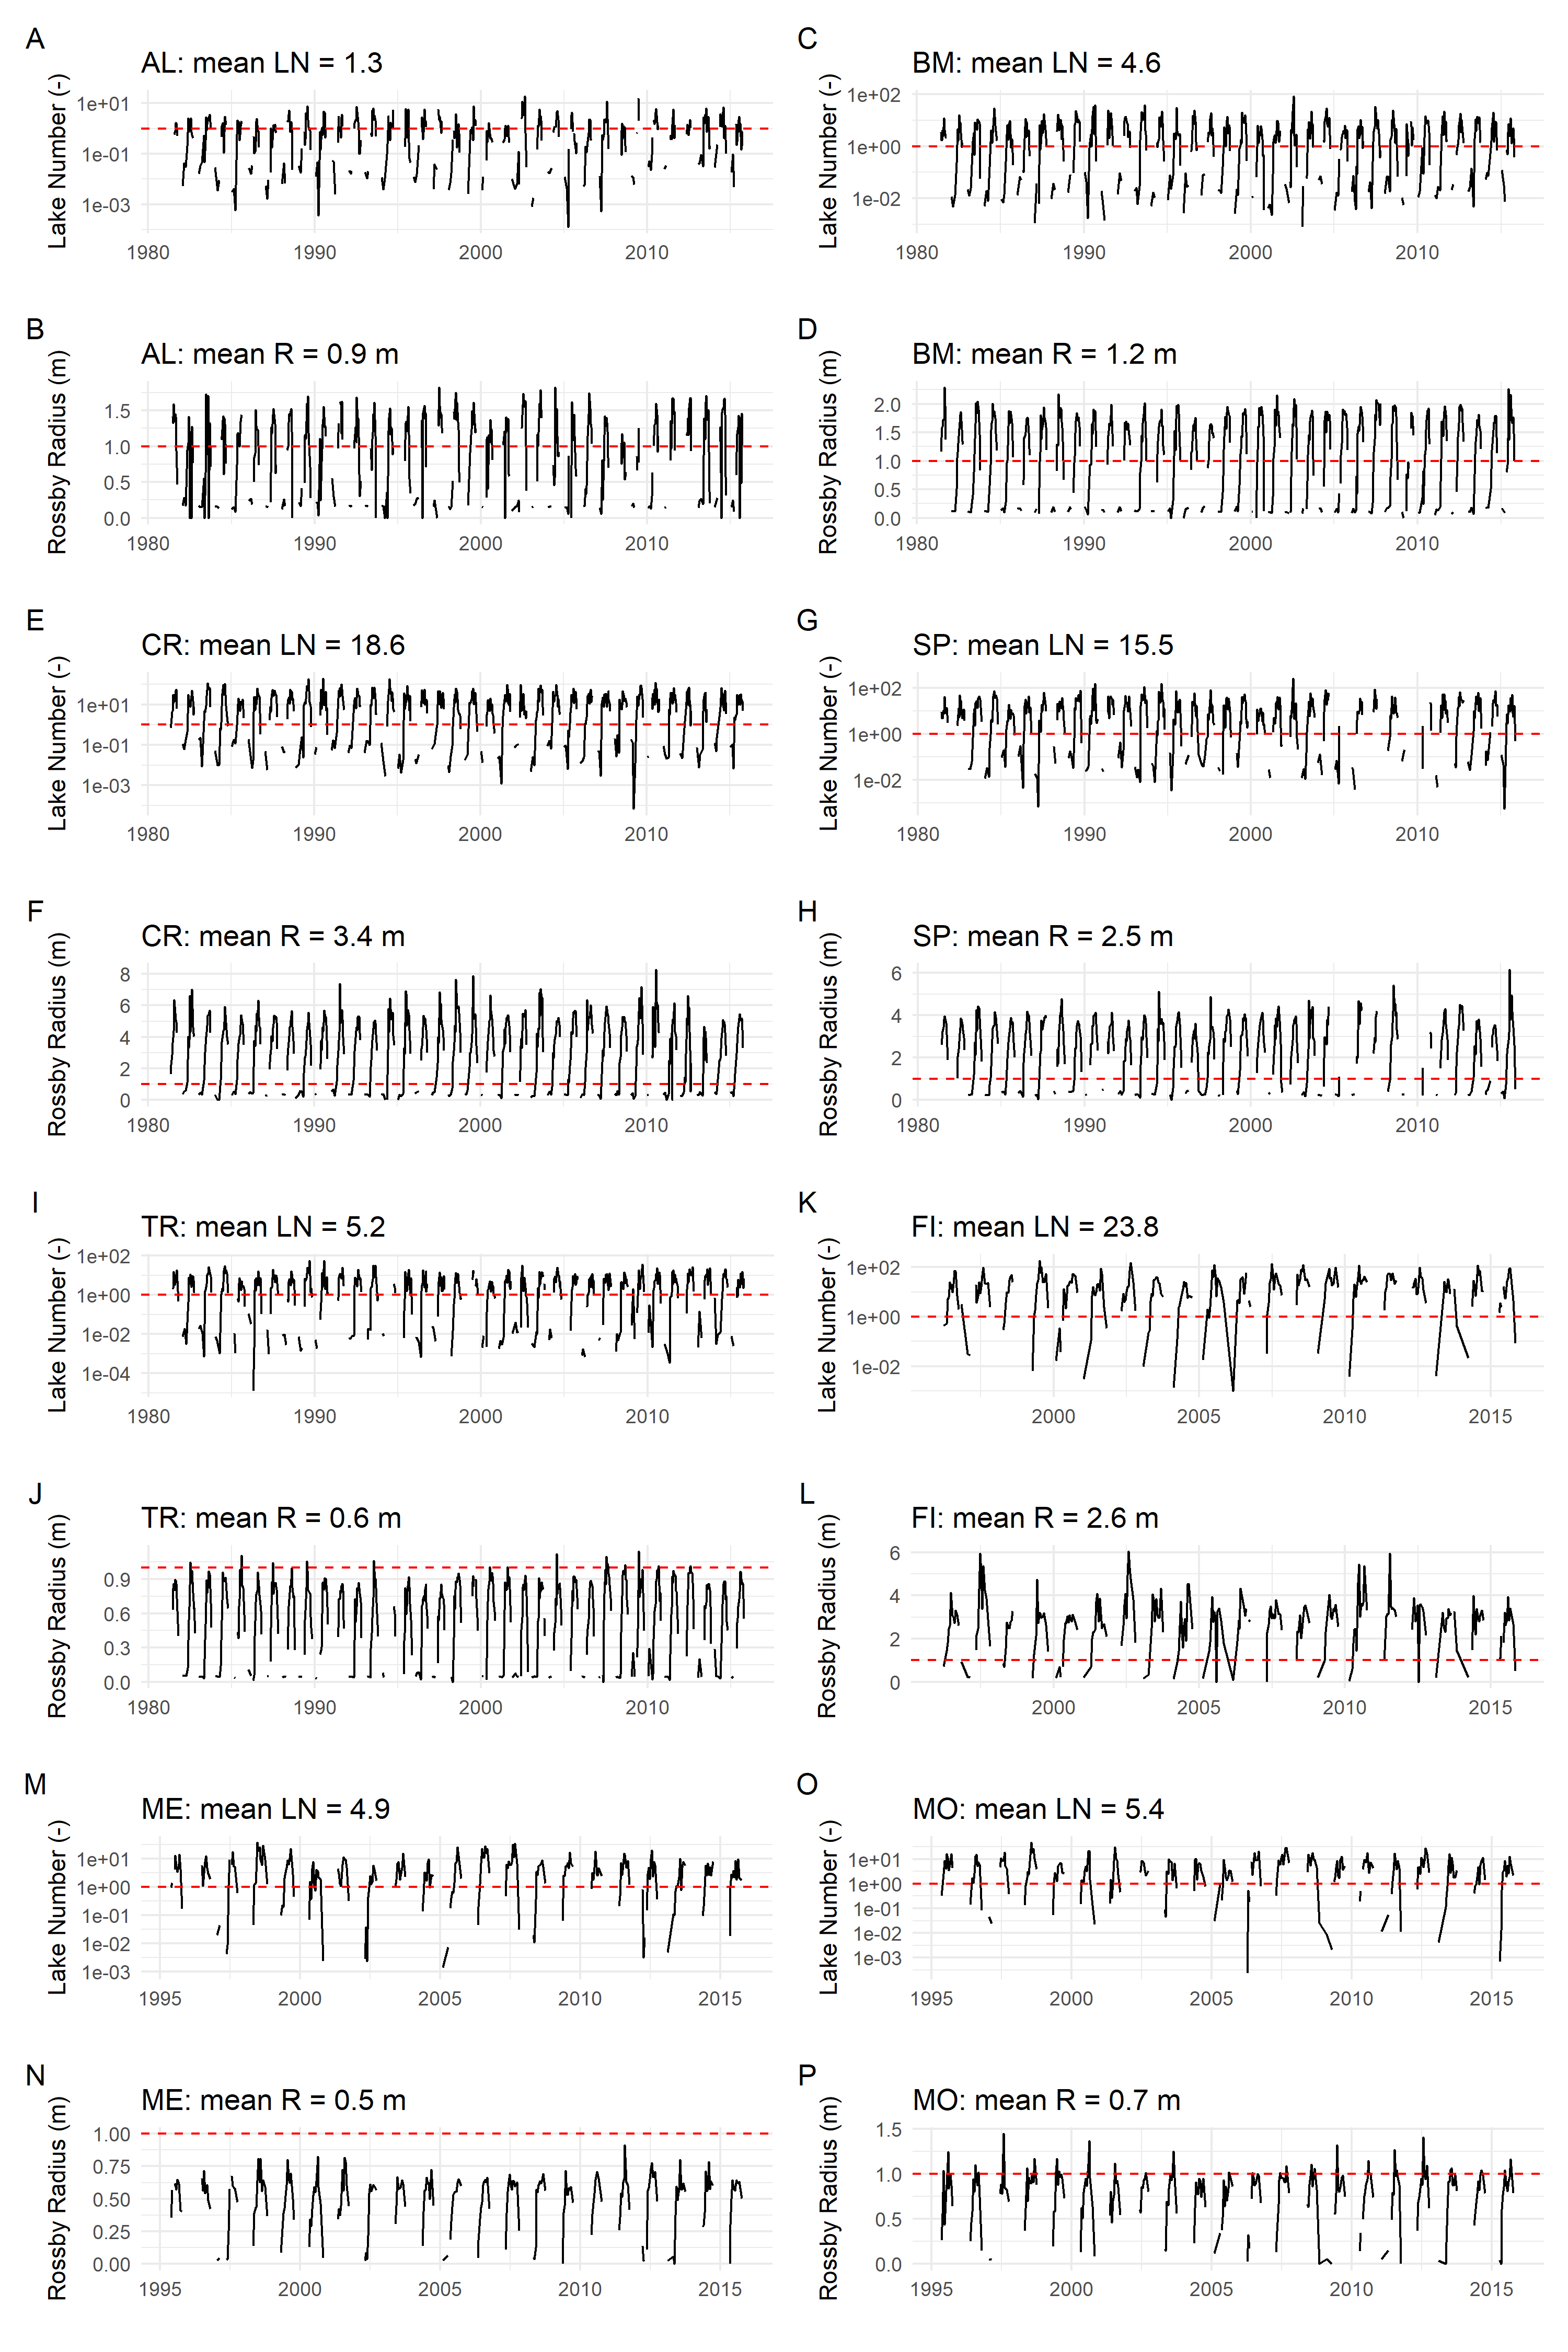 A
AL: mean LN = 1.3
Lake Number (-)
1e+01
1e-01
1e-03
1980
1990
2000
2010
B
AL: mean R = 0.9 m
Rossby Radius (m)
1.5
1.0
0.5
0.0
1980
1990
2000
2010
C
BM: mean LN = 4.6
Lake Number (-)
1e+02
1e+00
1e-02
1980
1990
2000
2010
D
BM: mean R = 1.2 m
Rossby Radius (m)
2.0
1.5
1.0
0.5
0.0
1980
1990
2000
2010
E
CR: mean LN = 18.6
Lake Number (-)
1e+01
1e-01
1e-03
1980
1990
2000
2010
F
CR: mean R = 3.4 m
Rossby Radius (m)
8
6
4
2
0
1980
1990
2000
2010
G
SP: mean LN = 15.5
Lake Number (-)
1e+02
1e+00
1e-02
1980
1990
2000
2010
H
SP: mean R = 2.5 m
Rossby Radius (m)
6
4
2
0
1980
1990
2000
2010
I
TR: mean LN = 5.2
Lake Number (-)
1e+02
1e+00
1e-02
1e-04
1980
1990
2000
2010
J
TR: mean R = 0.6 m
Rossby Radius (m)
0.9
0.6
0.3
0.0
1980
1990
2000
2010
K
FI: mean LN = 23.8
Lake Number (-)
1e+02
1e+00
1e-02
2000
2005
2010
2015
L
FI: mean R = 2.6 m
Rossby Radius (m)
6
4
2
0
2000
2005
2010
2015
M
ME: mean LN = 4.9
Lake Number (-)
1e+01
1e+00
1e-01
1e-02
1e-03
1995
2000
2005
2010
2015
N
ME: mean R = 0.5 m
Rossby Radius (m)
1.00
0.75
0.50
0.25
0.00
1995
2000
2005
2010
2015
O
MO: mean LN = 5.4
Lake Number (-)
1e+01
1e+00
1e-01
1e-02
1e-03
1995
2000
2005
2010
2015
P
MO: mean R = 0.7 m
Rossby Radius (m)
1.5
1.0
0.5
0.0
1995
2000
2005
2010
2015